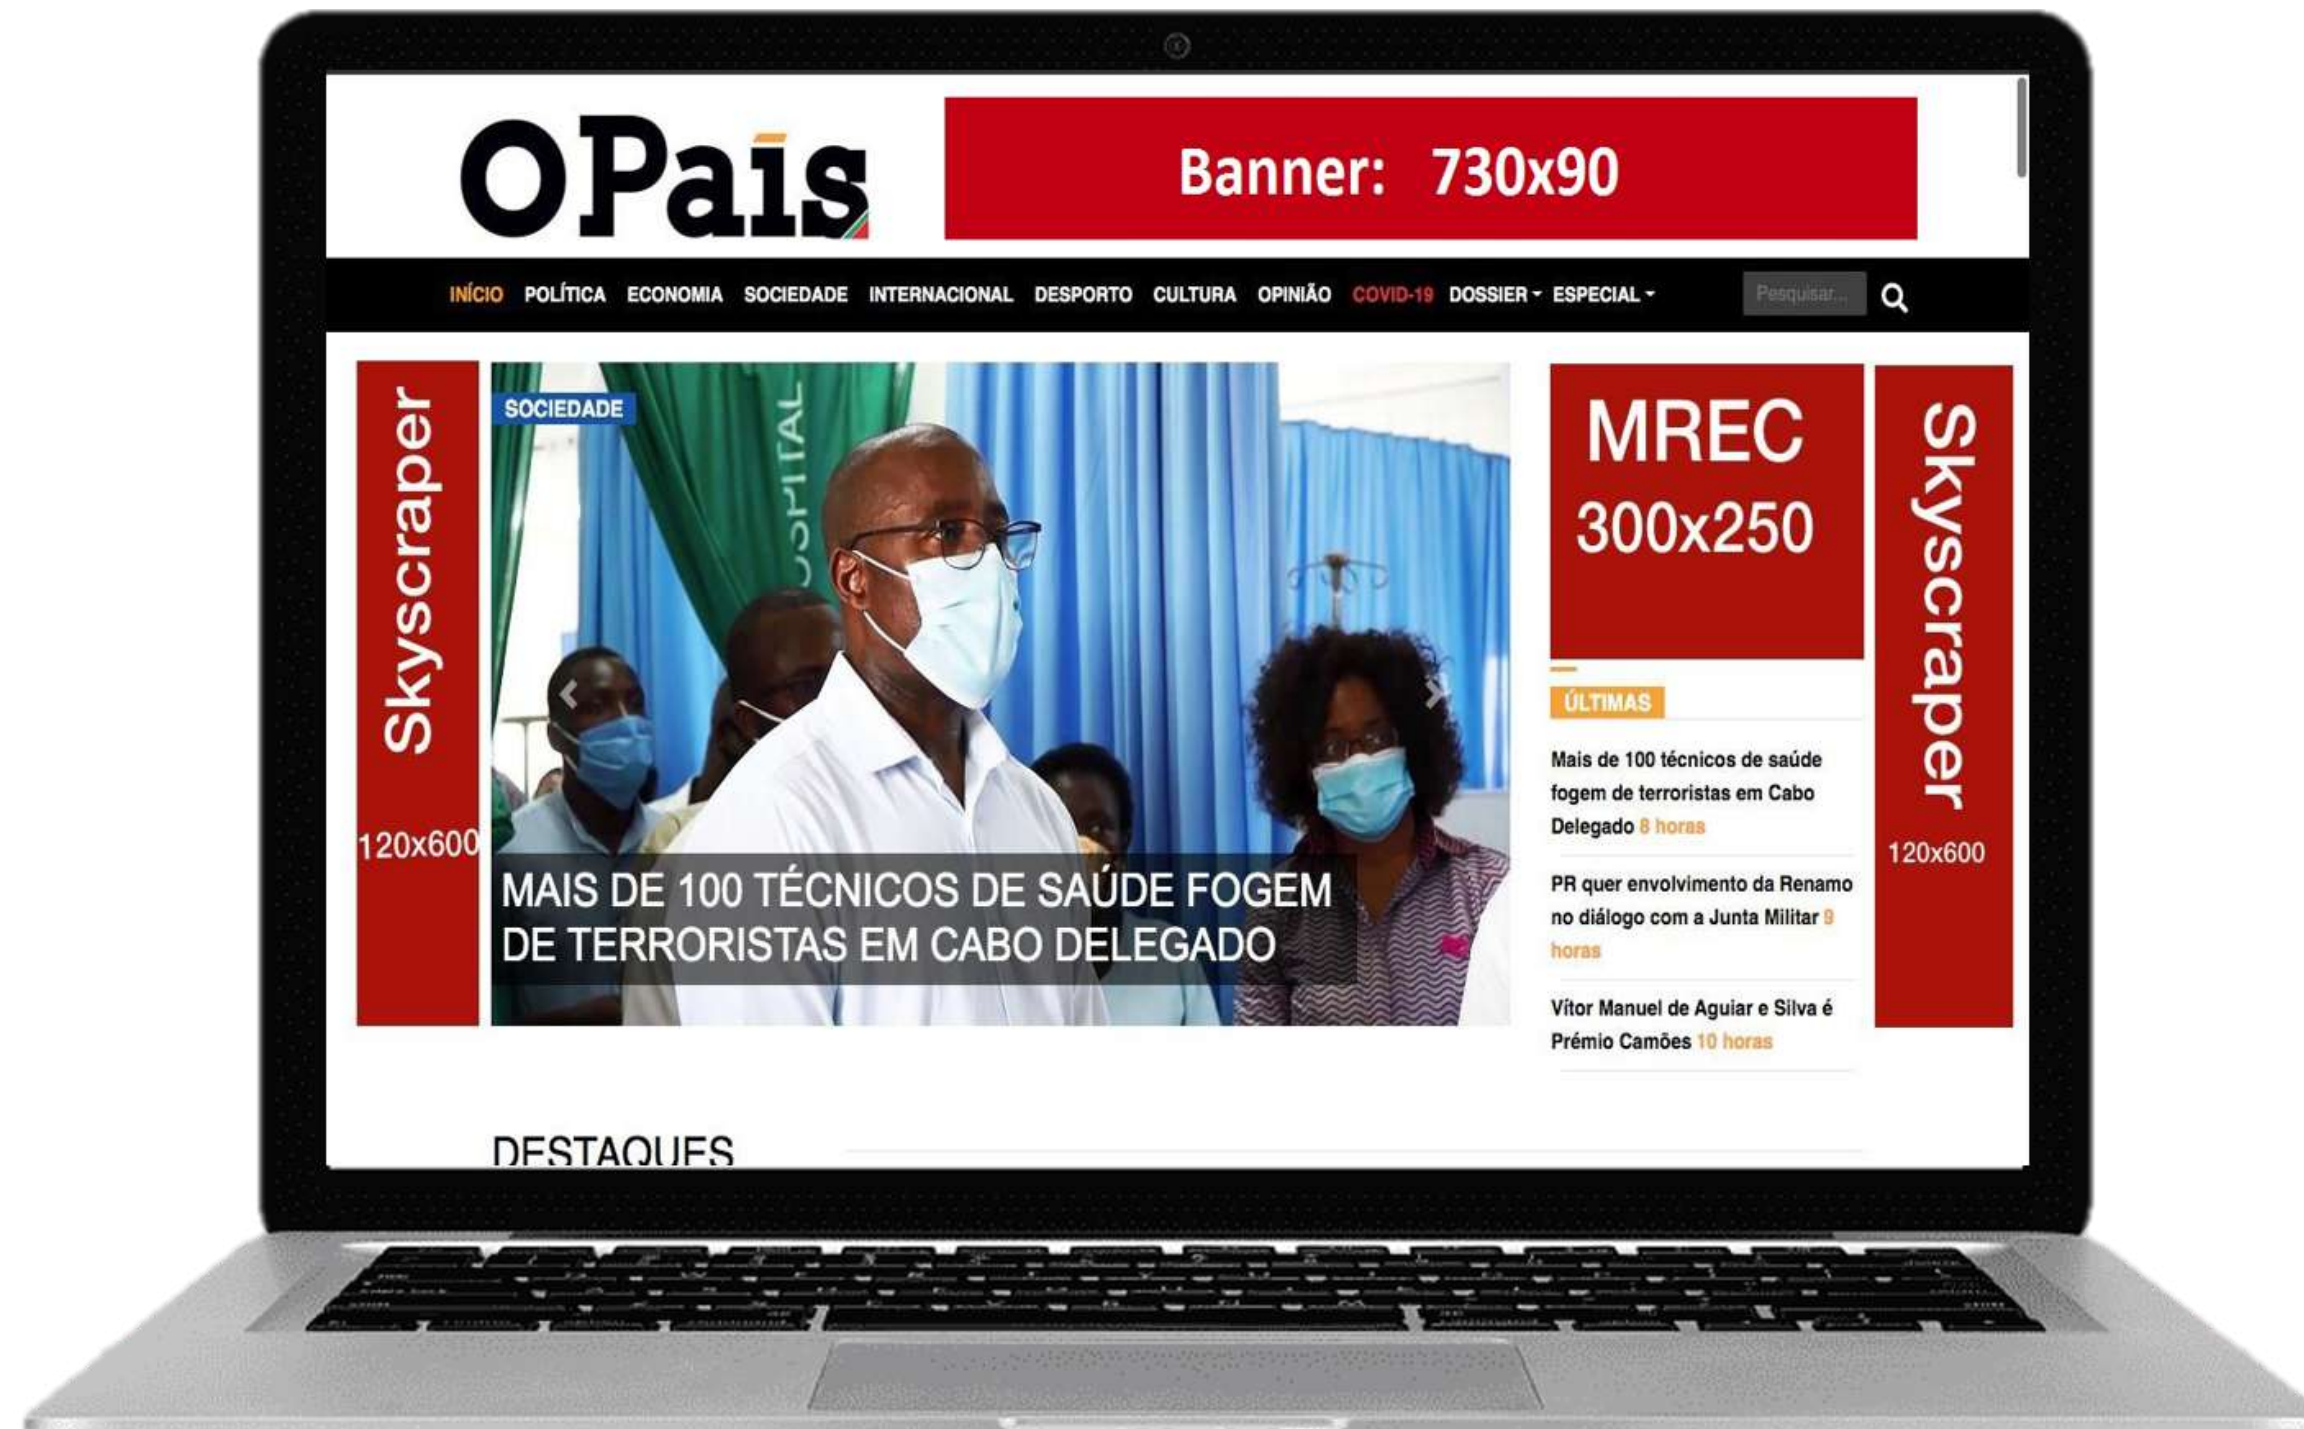 OPaís
Banner: 730x90
INÍCIO POLÍTICA ECONOMIA SOCIEDADE INTERNACIONAL DESPORTO CULTURA OPINIÃO COVID-19 DOSSIER ESPECIAL Pesquisar...
Skyscraper
120x600
SOCIEDADE
OSPITAL
MAIS DE 100 TÉCNICOS DE SAÚDE FOGEM
DE TERRORISTAS EM CABO DELEGADO
MREC
300x250
ÚLTIMAS
Mais de 100 técnicos de saúde
fogem de terroristas em Cabo
Delegado 8 horas
PR quer envolvimento da Renamo
no diálogo com a Junta Militar 9
horas
Vítor Manuel de Aguiar e Silva é
Prémio Camões 10 horas
Skyscraper
120x600
DESTAQUES